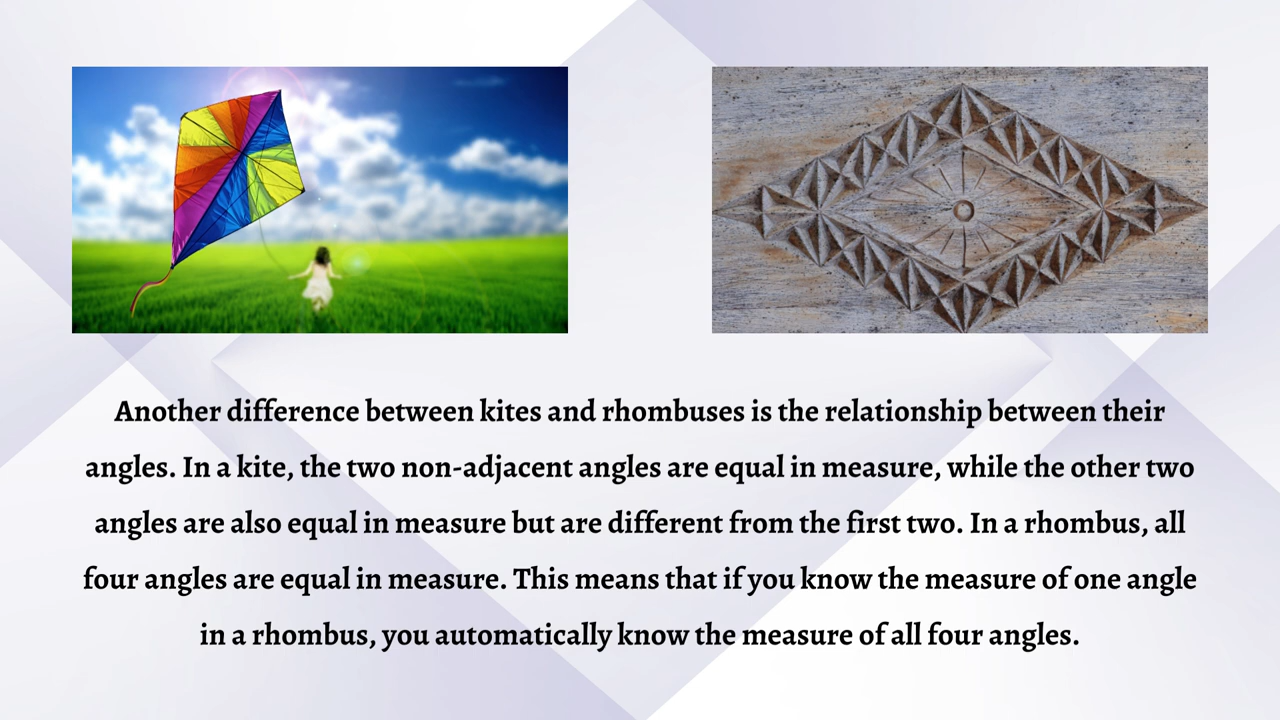 Another difference between kites and rhombuses is the relationship between their
angles. In a kite, the two non-adjacent angles are equal in measure, while the other two
angles are also equal in measure but are different from the first two. In a rhombus, all
four angles are equal in measure. This means that if you know the measure of one angle
in a rhombus, you automatically know the measure of all four angles.